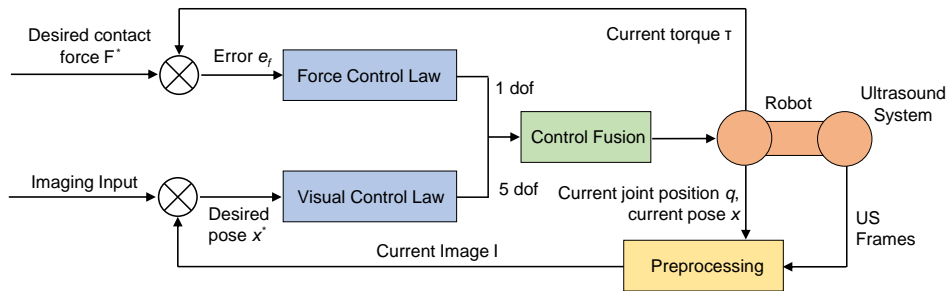 Desired contact
force F*
Error ef
Force Control Law
1 dof
Current torque τ
Robot
Ultrasound
System
Control Fusion
Imaging Input
Desired
pose x*
Visual Control Law
5 dof
Current joint position q,
current pose x
US
Frames
Current Image I
Preprocessing